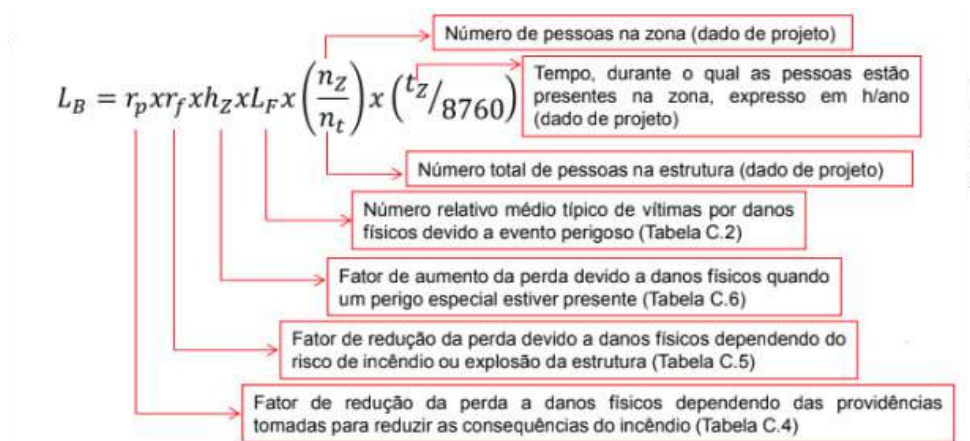 Número de pessoas na zona (dado de projeto)
L_B = r_p x r_f x h_Z x L_F x (n_Z / n_t) x (t_Z / 8760)
Tempo, durante o qual as pessoas estão
presentes na zona, expresso em h/ano
(dado de projeto)
Número total de pessoas na estrutura (dado de projeto)
Número relativo médio típico de vítimas por danos
físicos devido a evento perigoso (Tabela C.2)
Fator de aumento da perda devido a danos físicos quando
um perigo especial estiver presente (Tabela C.6)
Fator de redução da perda devido a danos físicos dependendo do
risco de incêndio ou explosão da estrutura (Tabela C.5)
Fator de redução da perda a danos físicos dependendo das providências
tomadas para reduzir as consequências do incêndio (Tabela C.4)